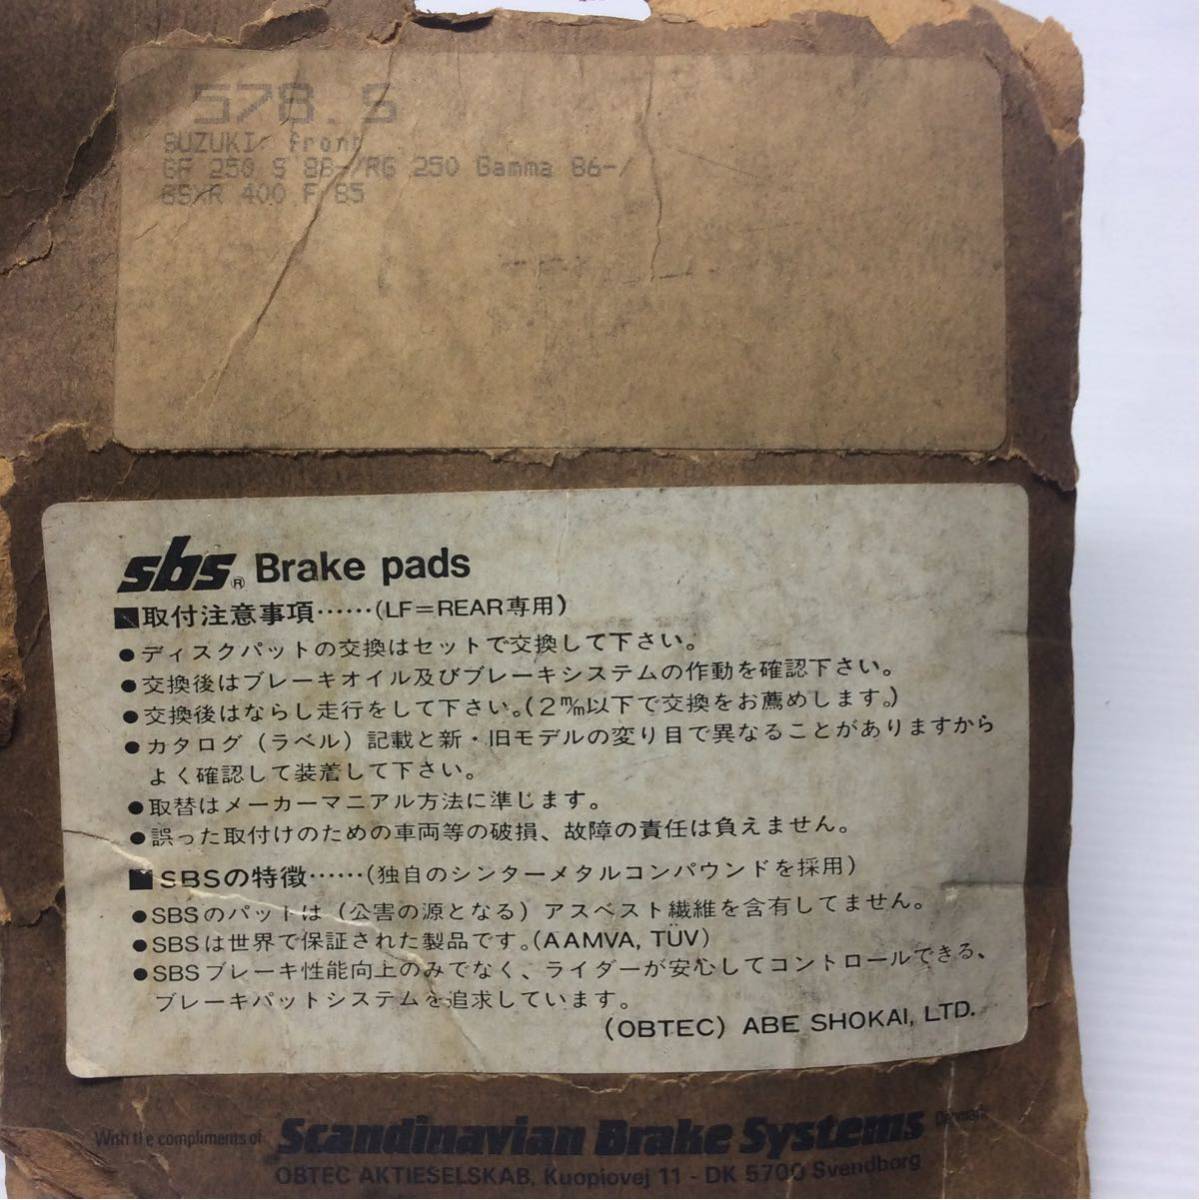 578.S
SUZUKI: front
GF 250 S 86-/RG 250 Gamma 86-/
GSXR 400 F 85
sbs® Brake pads
■取付注意事項……(LF=REAR専用)
●ディスクパットの交換はセットで交換して下さい。
●交換後はブレーキオイル及びブレーキシステムの作動を確認下さい。
●交換後はならし走行をして下さい。(2m/m以下で交換をお薦めします。)
●カタログ(ラベル)記載と新・旧モデルの変り目で異なることがありますから
よく確認して装着して下さい。
●取替はメーカーマニアル方法に準じます。
●誤った取付けのための車両等の破損、故障の責任は負えません。
■SBSの特徴……(独自のシンターメタルコンパウンドを採用)
●SBSのパットは(公害の源となる)アスベスト繊維を含有してません。
●SBSは世界で保証された製品です。(AAMVA, TÜV)
●SBSブレーキ性能向上のみでなく、ライダーが安心してコントロールできる、
ブレーキパットシステムを追求しています。
(OBTEC) ABE SHOKAI, LTD.
With the compliments of Scandinavian Brake Systems Denmark
OBTEC AKTIESELSKAB, Kuopiovej 11 - DK 5700 Svendborg